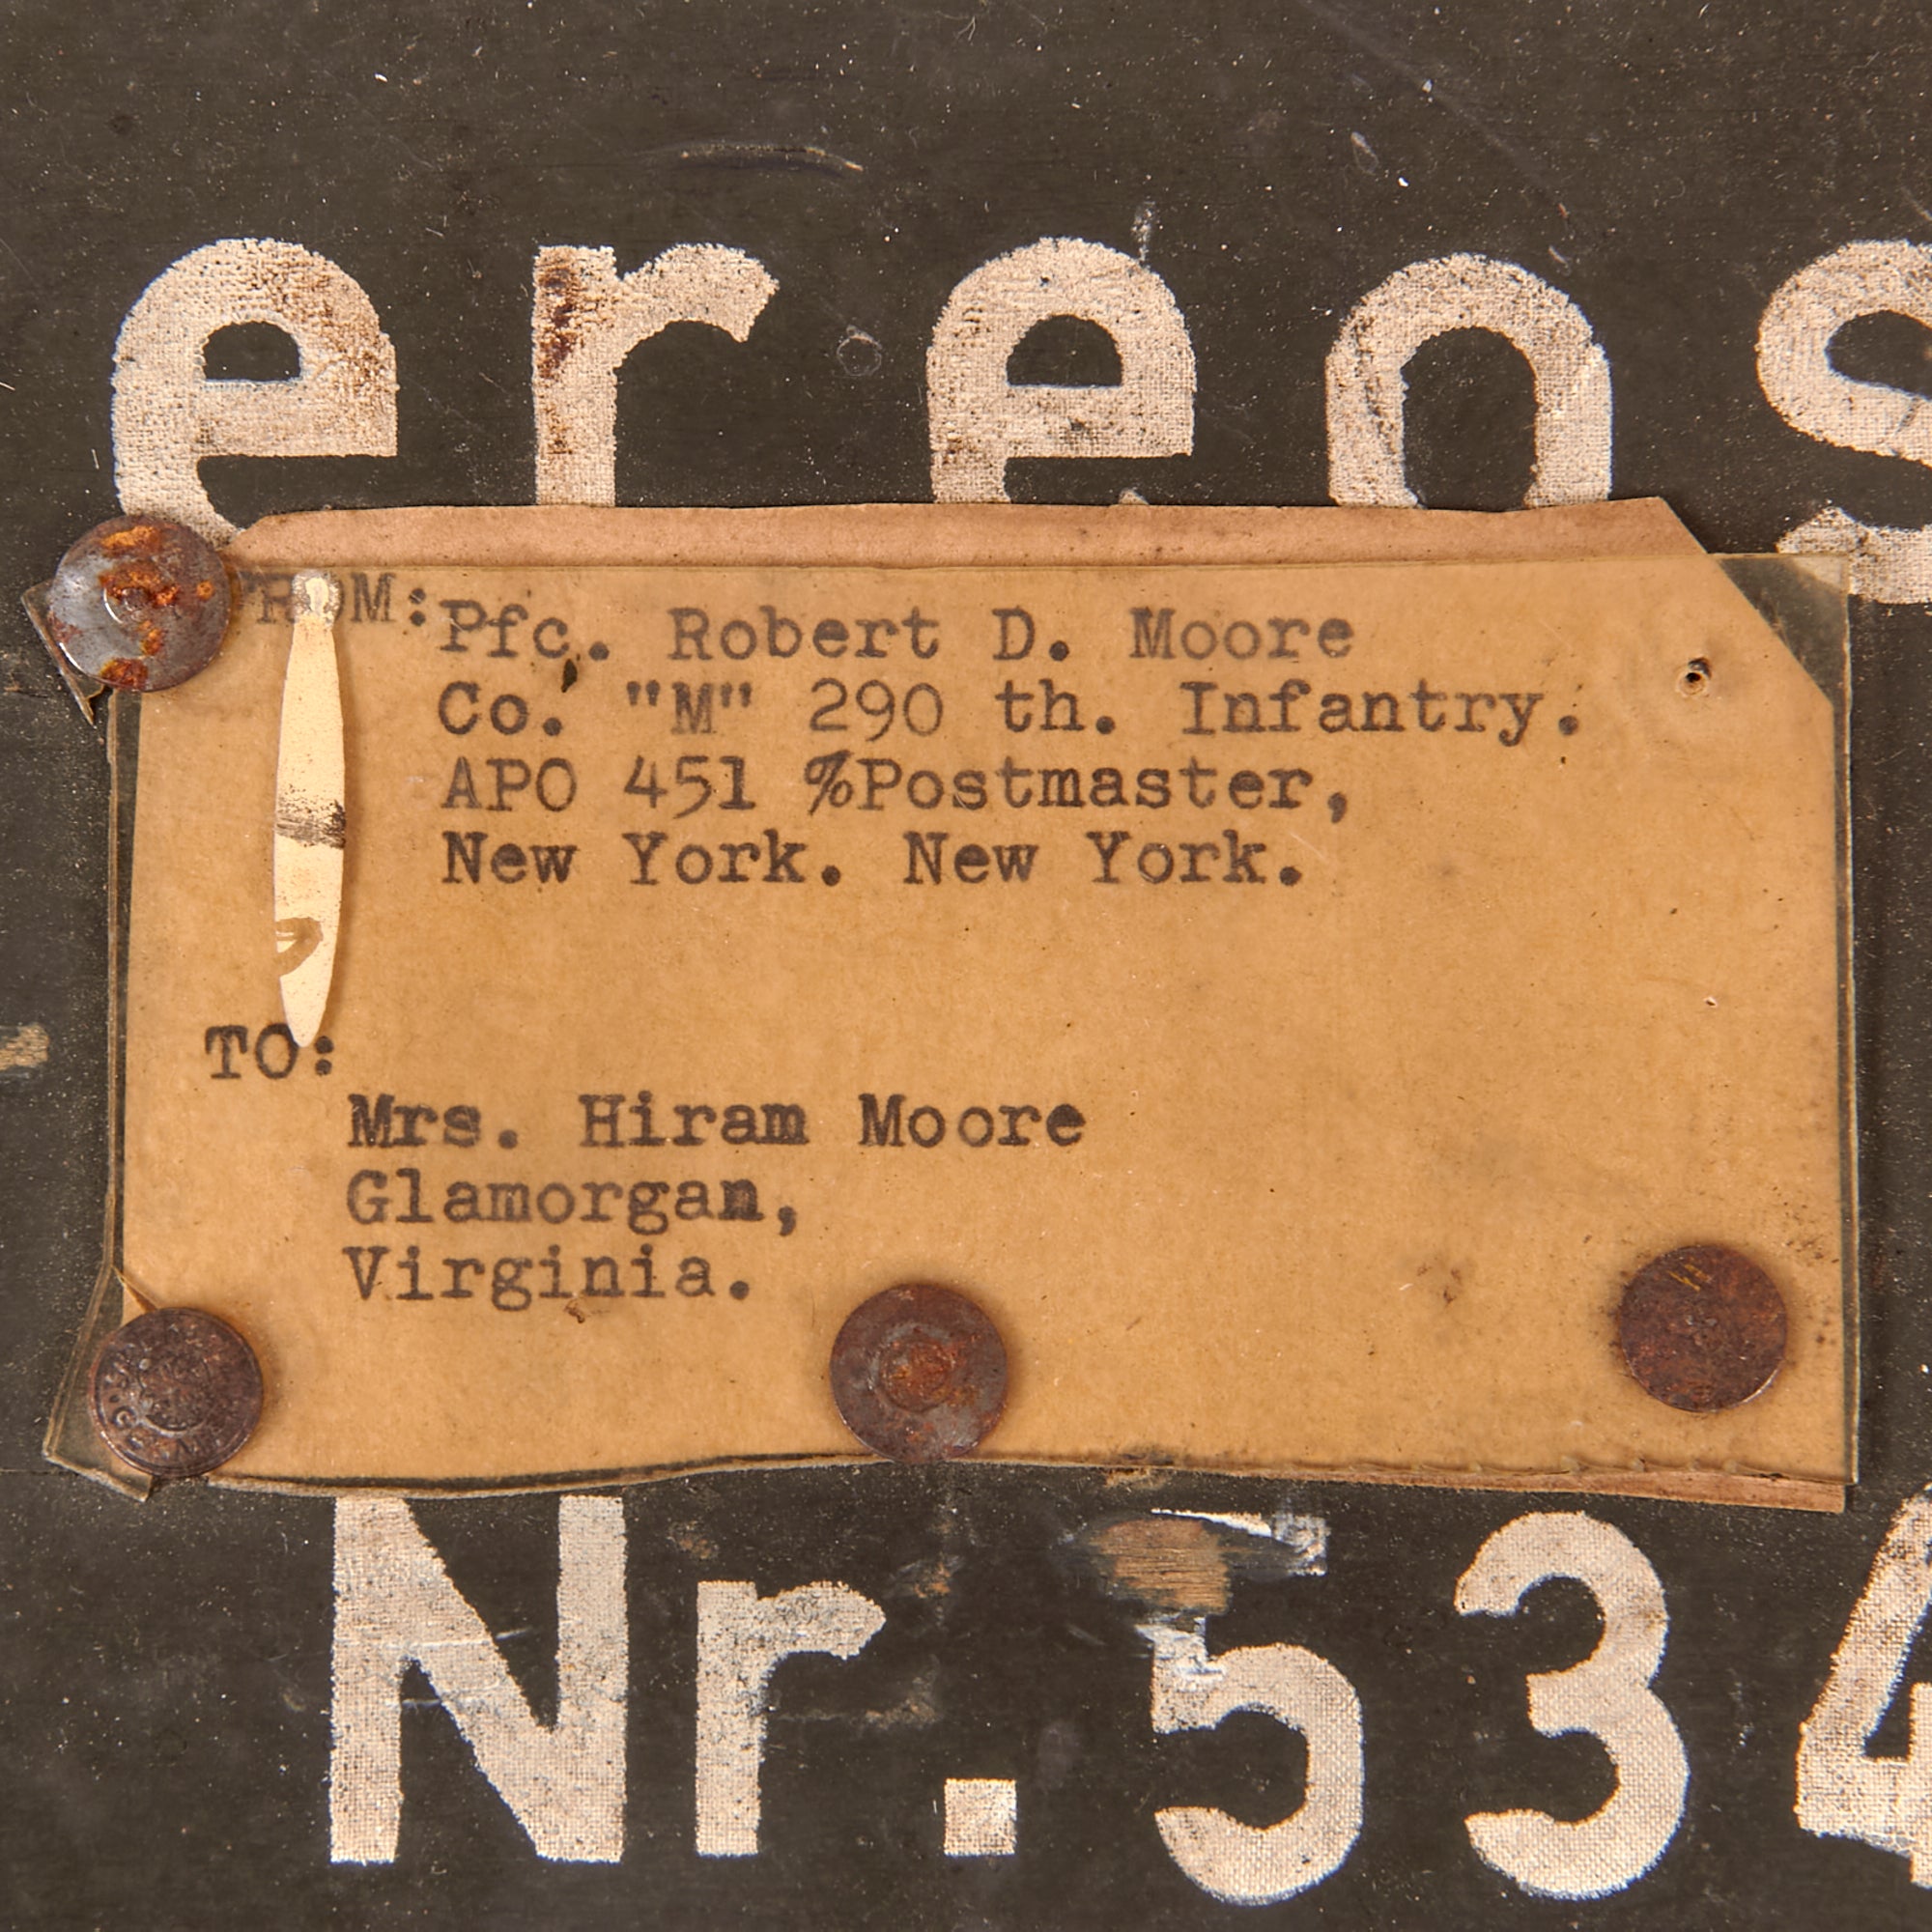 ereos
FROM: Pfc. Robert D. Moore
Co. "M" 290 th. Infantry.
APO 451 %Postmaster,
New York. New York.
TO:
Mrs. Hiram Moore
Glamorgan,
Virginia.
Nr. 534